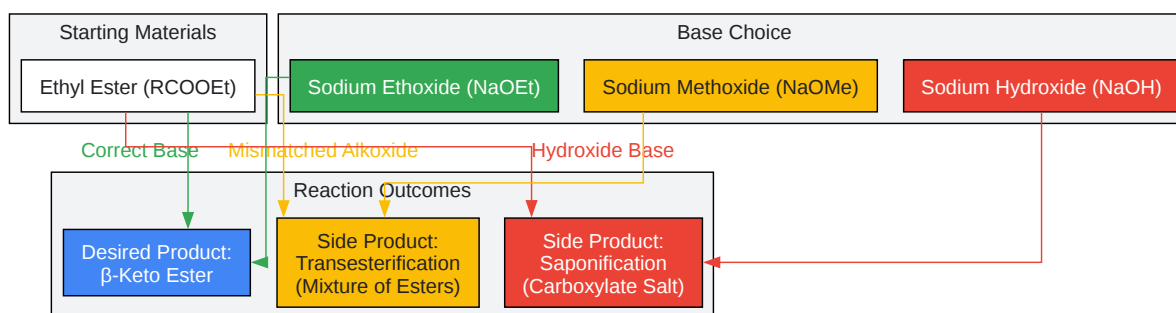 Starting Materials
Base Choice
Ethyl Ester (RCOOEt)
Sodium Ethoxide (NaOEt)
Sodium Methoxide (NaOMe)
Sodium Hydroxide (NaOH)
Correct Base
Mismatched Alkoxide
Hydroxide Base
Reaction Outcomes
Desired Product:
β-Keto Ester
Side Product:
Transesterification
(Mixture of Esters)
Side Product:
Saponification
(Carboxylate Salt)